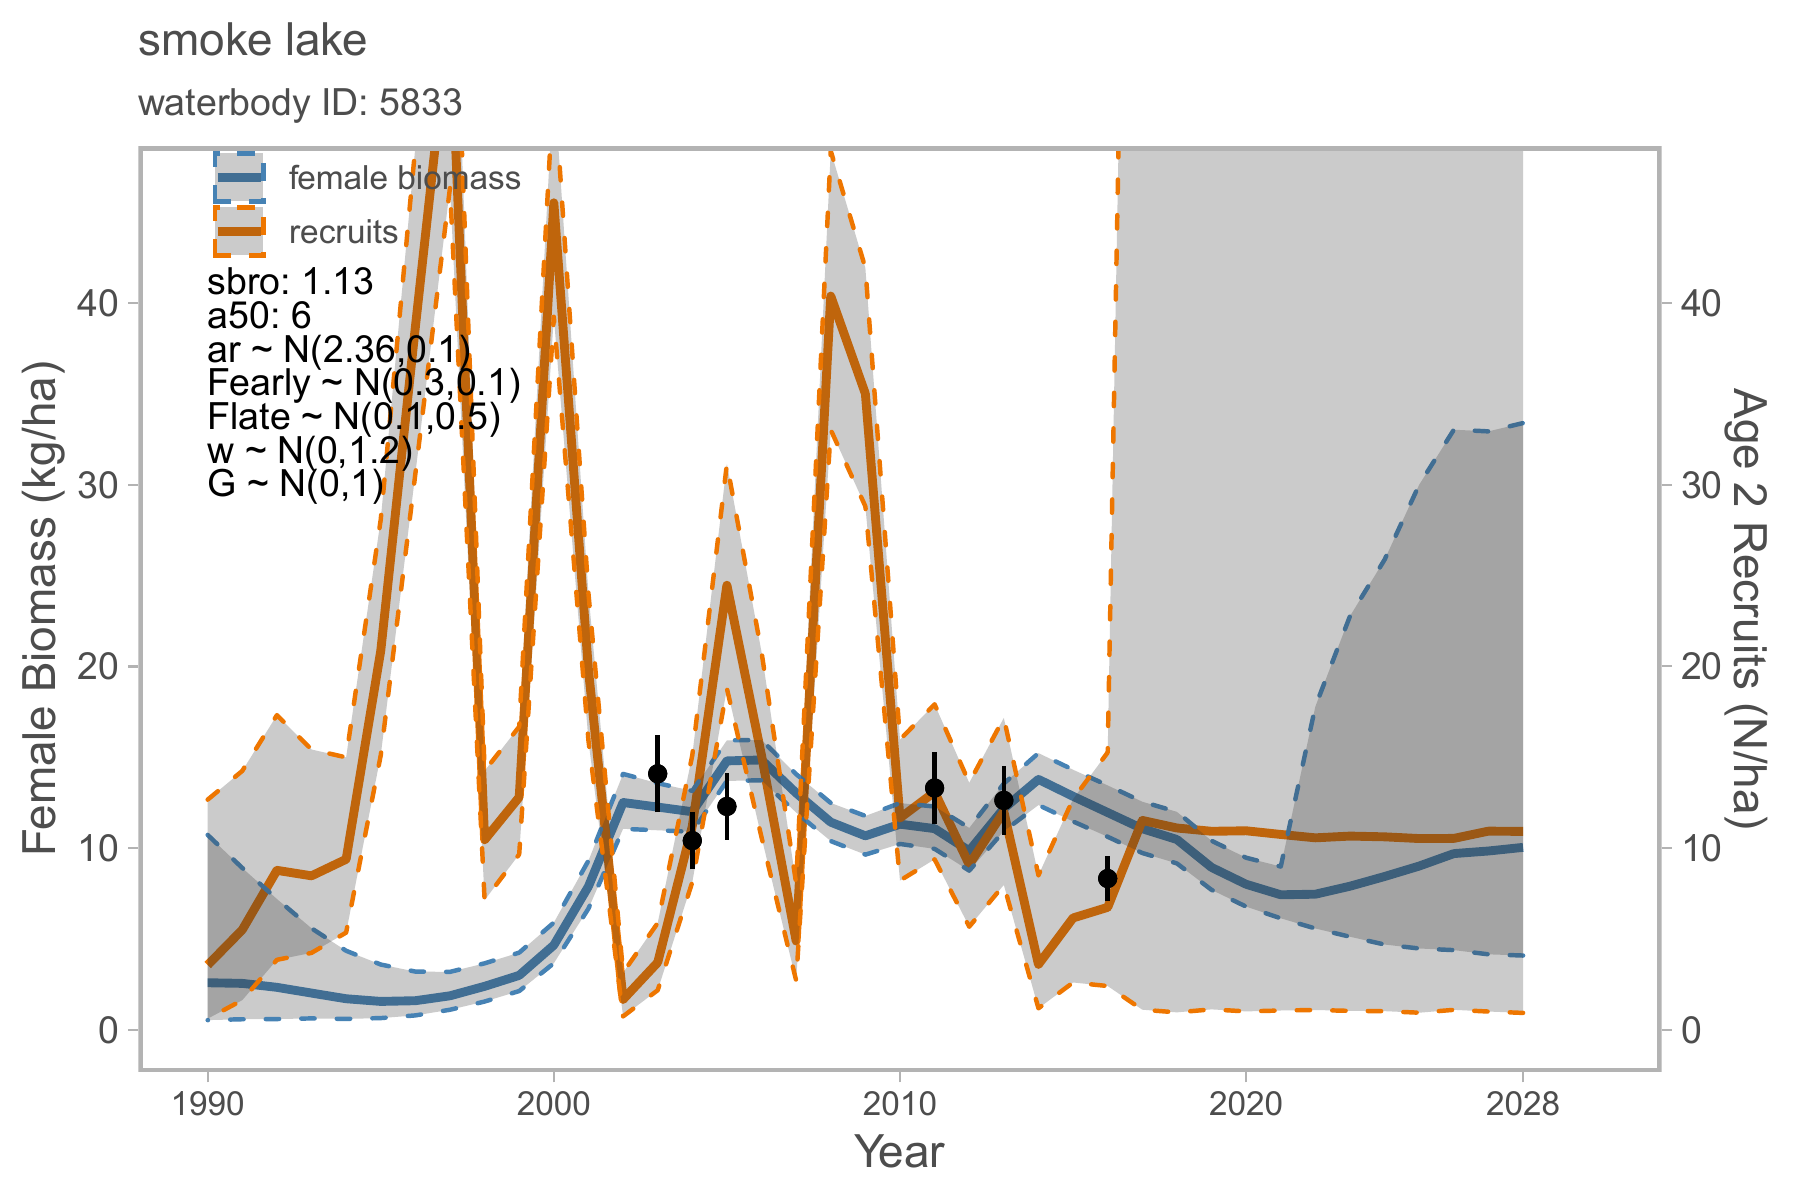 smoke lake
waterbody ID: 5833
female biomass
recruits
sbro: 1.13
a50: 6
ar ~ N(2.36,0.1)
Fearly ~ N(0.3,0.1)
Flate ~ N(0.1,0.5)
w ~ N(0,1.2)
G ~ N(0,1)
Female Biomass (kg/ha)
40
30
20
10
0
Age 2 Recruits (N/ha)
40
30
20
10
0
1990 2000 2010 2020 2028
Year